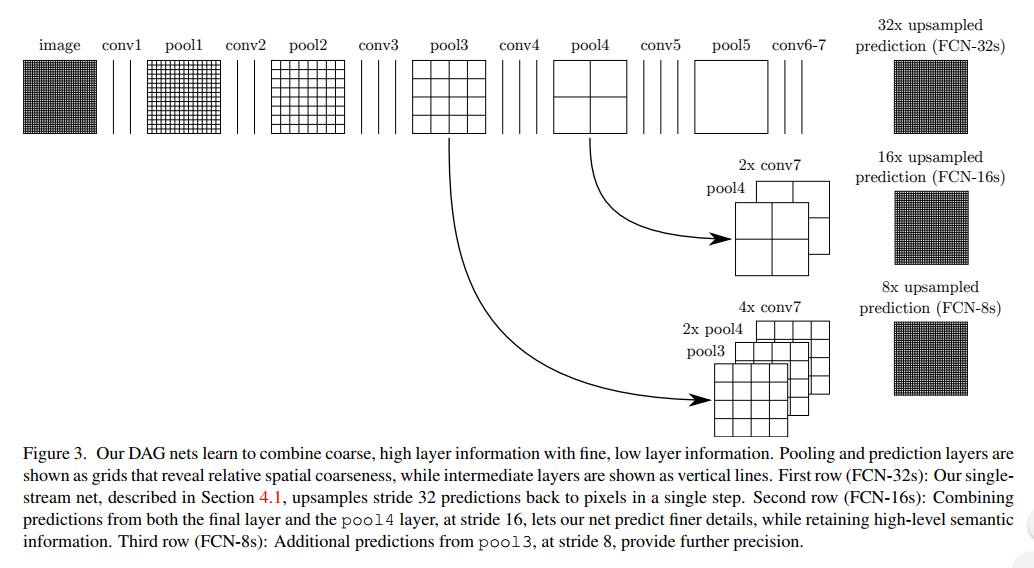 image conv1 pool1 conv2 pool2 conv3 pool3 conv4 pool4 conv5 pool5 conv6-7
32x upsampled
prediction (FCN-32s)
2x conv7
pool4
16x upsampled
prediction (FCN-16s)
4x conv7
2x pool4
pool3
8x upsampled
prediction (FCN-8s)
Figure 3. Our DAG nets learn to combine coarse, high layer information with fine, low layer information. Pooling and prediction layers are
shown as grids that reveal relative spatial coarseness, while intermediate layers are shown as vertical lines. First row (FCN-32s): Our single-
stream net, described in Section 4.1, upsamples stride 32 predictions back to pixels in a single step. Second row (FCN-16s): Combining
predictions from both the final layer and the pool4 layer, at stride 16, lets our net predict finer details, while retaining high-level semantic
information. Third row (FCN-8s): Additional predictions from pool3, at stride 8, provide further precision.